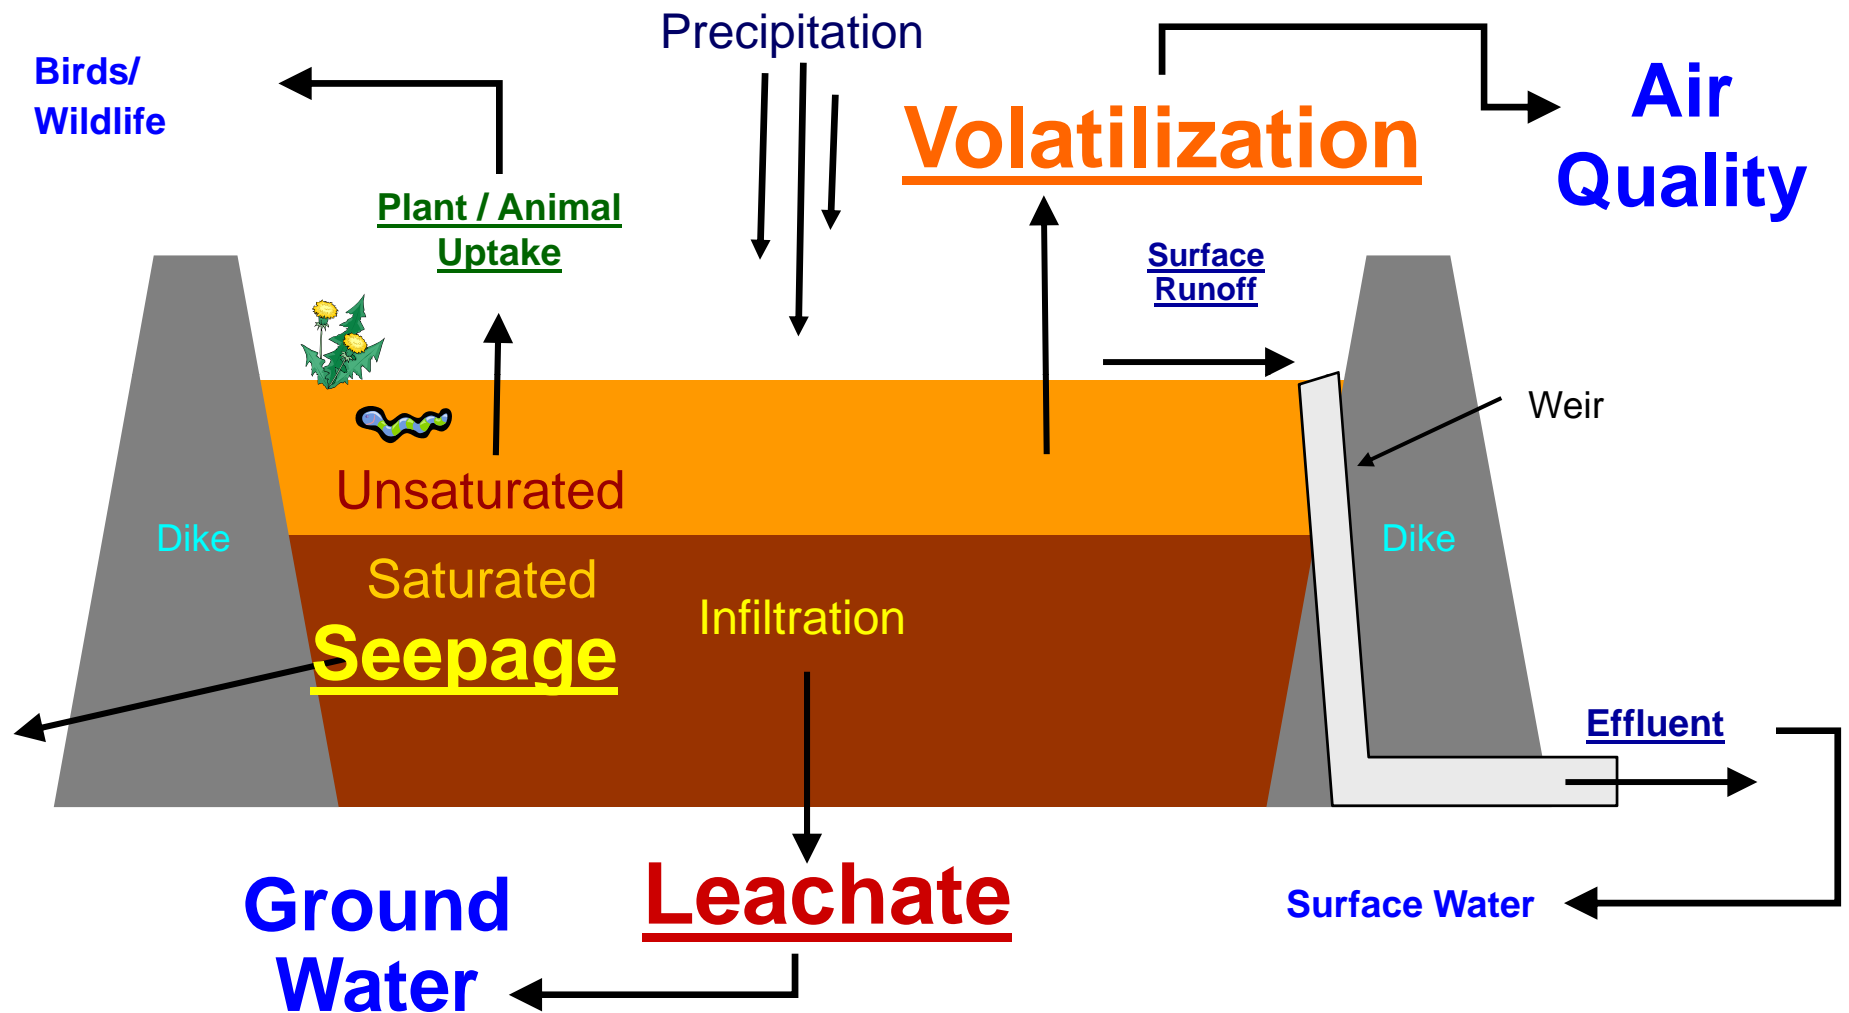 Precipitation
Birds/
Wildlife
Volatilization
Air
Quality
Plant / Animal
Uptake
Surface
Runoff
Weir
Unsaturated
Dike
Dike
Saturated
Infiltration
Seepage
Effluent
Leachate
Ground
Water
Surface Water